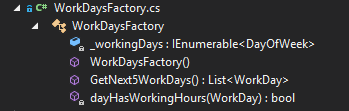 WorkDaysFactory.cs
WorkDaysFactory
_workingDays : IEnumerable<DayOfWeek>
WorkDaysFactory()
GetNext5WorkDays() : List<WorkDay>
dayHasWorkingHours(WorkDay) : bool